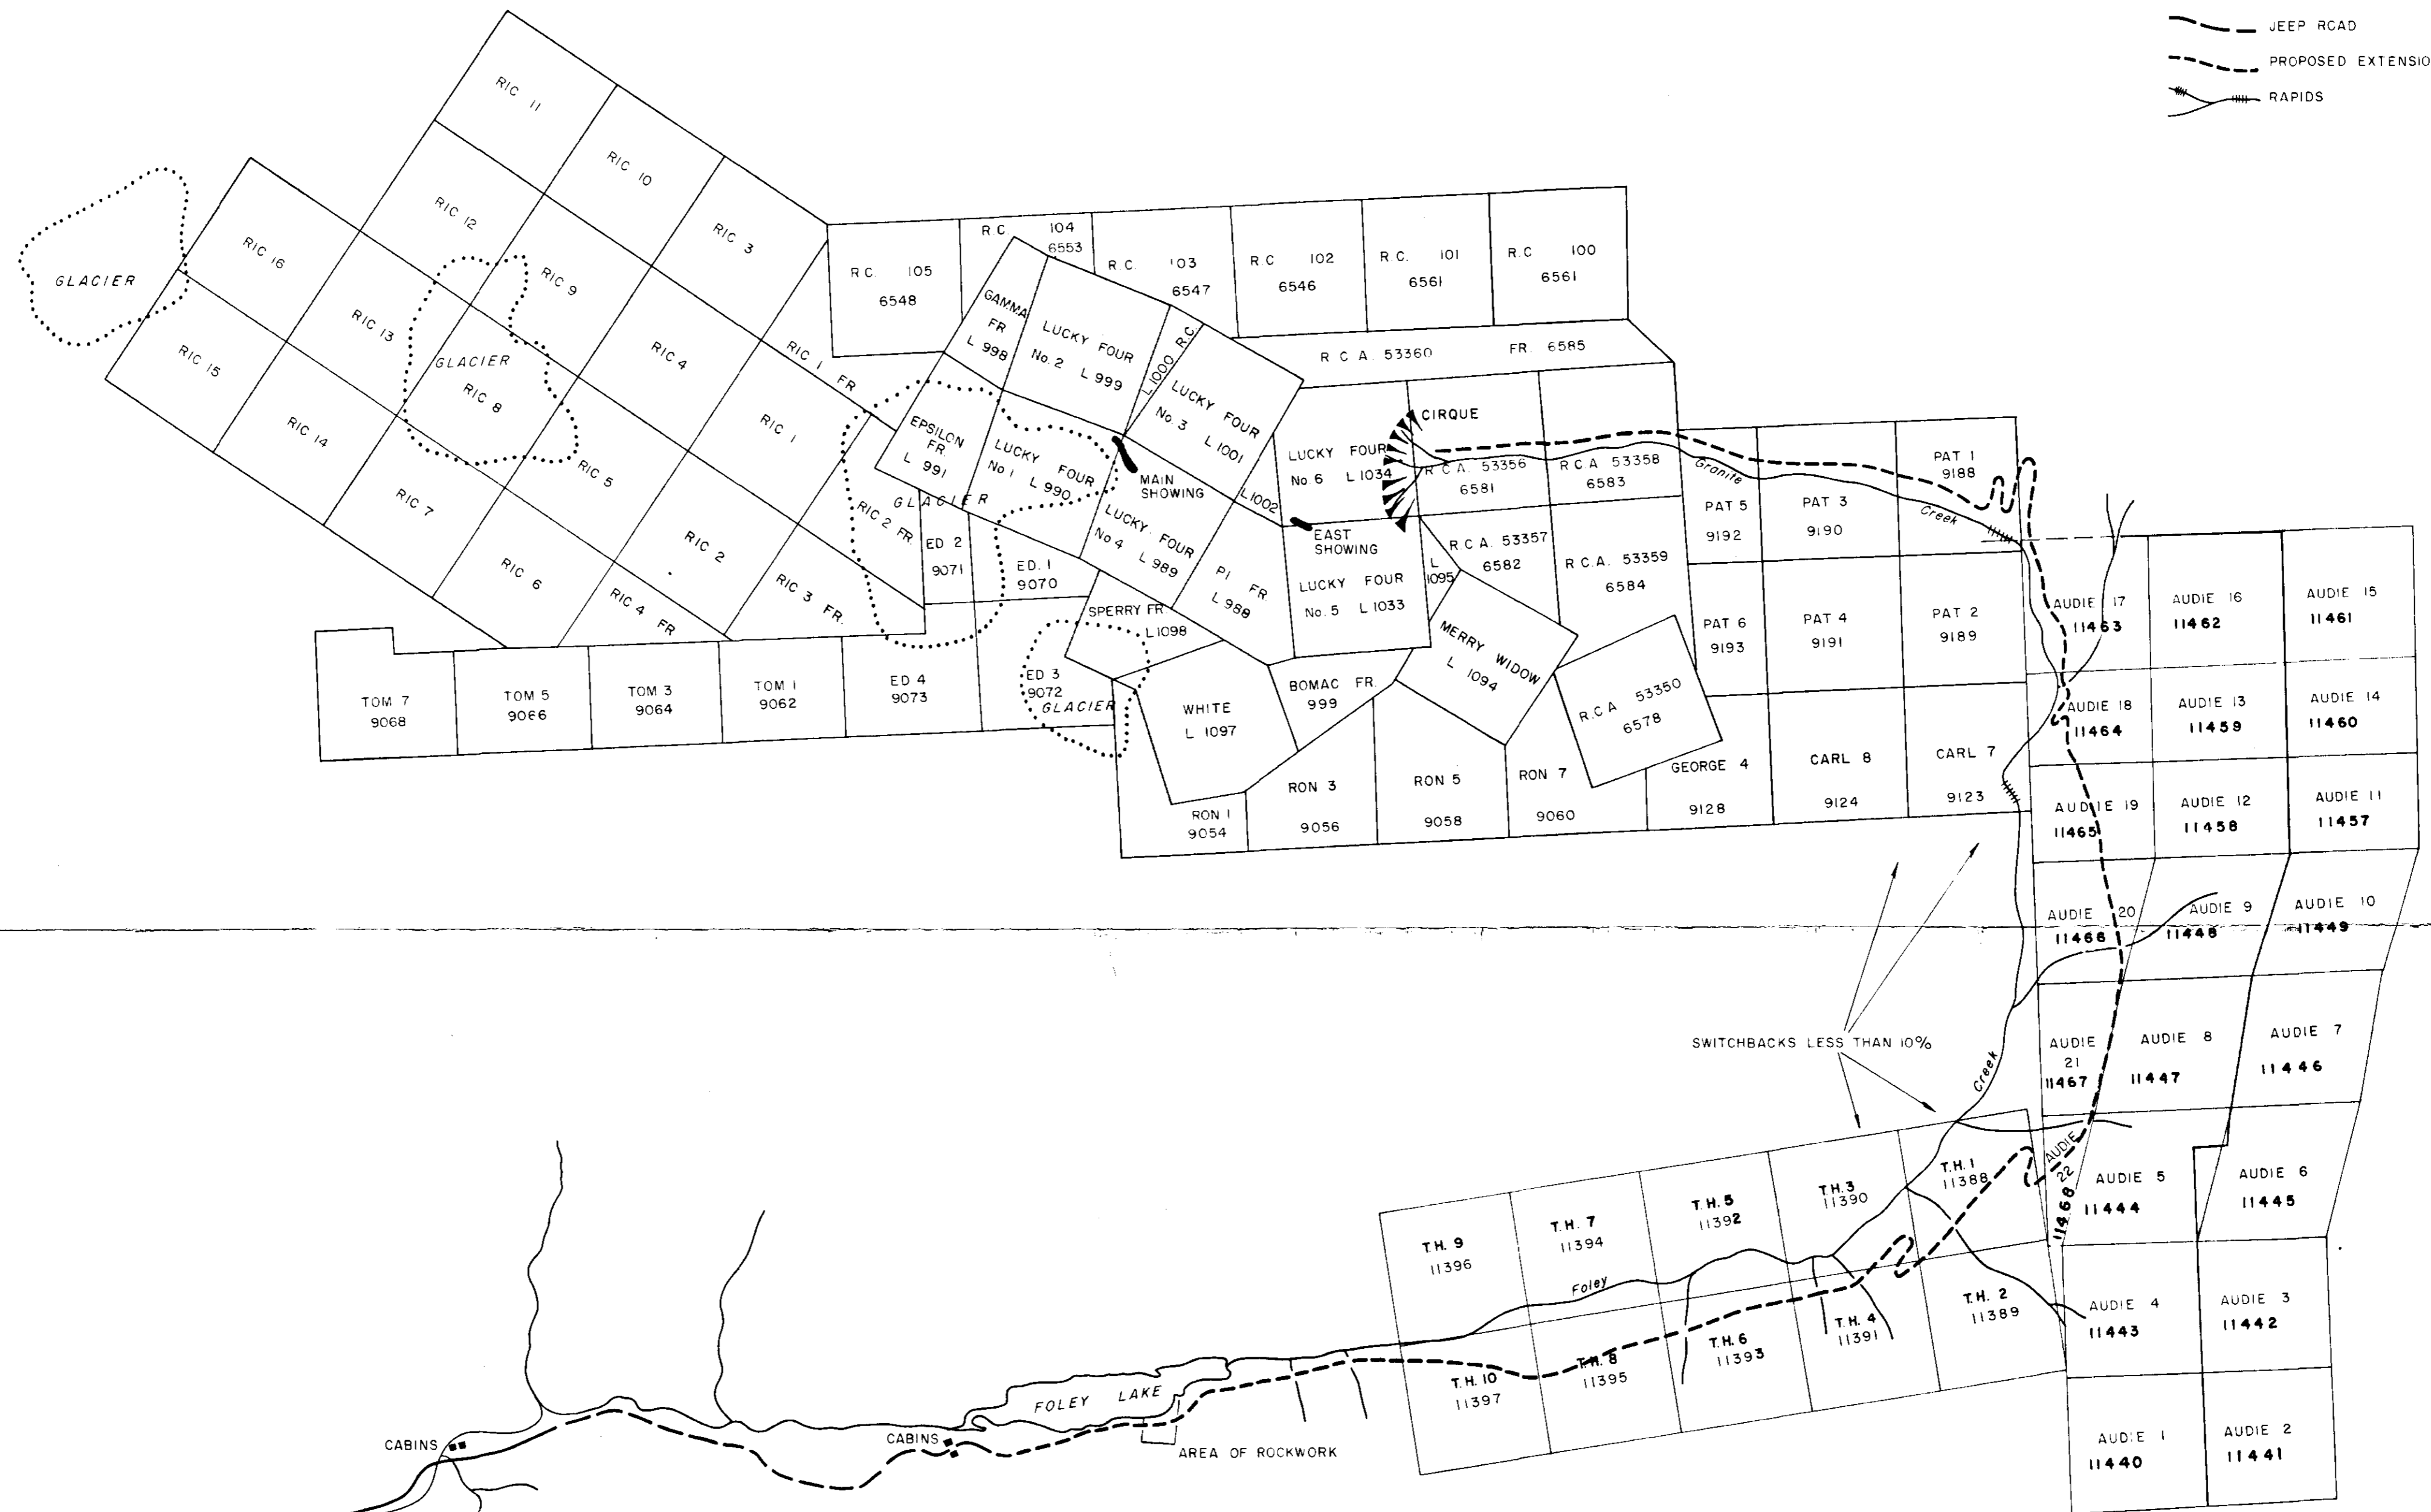 JEEP ROAD
PROPOSED EXTENSIO
RAPIDS
RIC 11
RIC 10
RIC 3
RIC 12
RIC 16
RIC 9
RIC 13
RIC 4
RIC 15
GLACIER
GLACIER
RIC 8
RIC 14
RIC 1 FR
RIC 1
RIC 5
RIC 7
RIC 2
RIC 6
RIC 4 FR
RIC 3 FR.
RIC 2 FR.
GLACIER
R.C. 105
6548
R.C. 104
6553
R.C. 103
6547
R.C 102
6546
R.C. 101
6561
R.C 100
6561
GAMMA
FR
L 998
LUCKY FOUR
No. 2 L 999
L 1000 R.C.
LUCKY FOUR
No. 3 L 1001
R C A. 53360 FR. 6585
EPSILON
FR.
L 991
LUCKY FOUR
No 1 L 990
MAIN
SHOWING
LUCKY FOUR
No 4 L 989
L 1002
LUCKY FOUR
No. 6 L 1034
CIRQUE
R C A. 53356
6581
R C A 53358
6583
Granite
Creek
EAST
SHOWING
PI FR
L 988
LUCKY FOUR
No. 5 L 1033
L
1095
R.C A. 53357
6582
R C.A. 53359
6584
PAT 1
9188
PAT 5
9192
PAT 3
9190
PAT 6
9193
PAT 4
9191
PAT 2
9189
ED 2
9071
ED. 1
9070
SPERRY FR.
L 1098
MERRY WIDOW
L 1094
R.C A 53350
6578
TOM 7
9068
TOM 5
9066
TOM 3
9064
TOM 1
9062
ED 4
9073
ED 3
9072
GLACIER
WHITE
L 1097
BOMAC FR.
999
RON 1
9054
RON 3
9056
RON 5
9058
RON 7
9060
GEORGE 4
9128
CARL 8
9124
CARL 7
9123
AUDIE 17
11463
AUDIE 16
11462
AUDIE 15
11461
AUDIE 18
11464
AUDIE 13
11459
AUDIE 14
11460
AUDIE 19
11465
AUDIE 12
11458
AUDIE 11
11457
AUDIE 20
11466
AUDIE 9
11448
AUDIE 10
11449
SWITCHBACKS LESS THAN 10%
Creek
AUDIE
21
11467
AUDIE 8
11447
AUDIE 7
11446
AUDIE
22
11468
AUDIE 5
11444
AUDIE 6
11445
T.H. 9
11396
T.H. 7
11394
T.H. 5
11392
T.H. 3
11390
T.H. 1
11388
Foley
T.H. 10
11397
T.H. 8
11395
T.H. 6
11393
T.H. 4
11391
T.H. 2
11389
AUDIE 4
11443
AUDIE 3
11442
AUDIE 1
11440
AUDIE 2
11441
FOLEY LAKE
CABINS
CABINS
AREA OF ROCKWORK